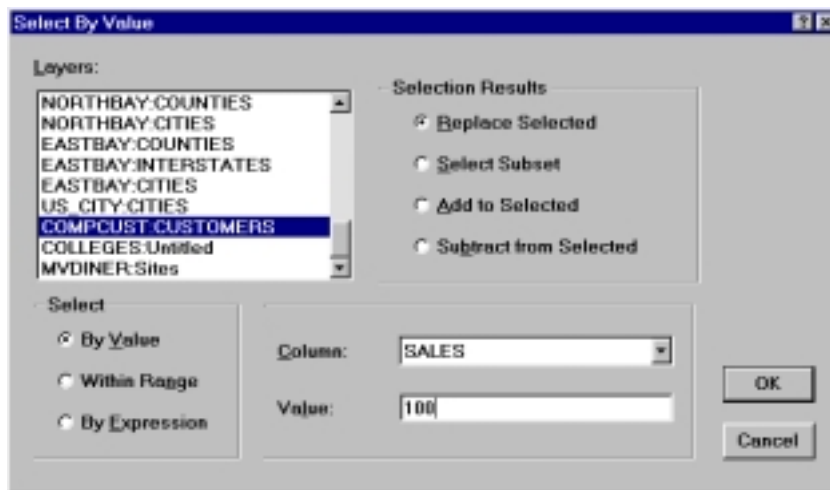 Select By Value
Layers:
NORTHBAY:COUNTIES
NORTHBAY:CITIES
EASTBAY:COUNTIES
EASTBAY:INTERSTATES
EASTBAY:CITIES
US_CITY:CITIES
COMPCUST:CUSTOMERS
COLLEGES:Untitled
MVDINER:Sites
Selection Results
Replace Selected
Select Subset
Add to Selected
Subtract from Selected
Select
By Value
Within Range
By Expression
Column:
SALES
Value:
100
OK
Cancel